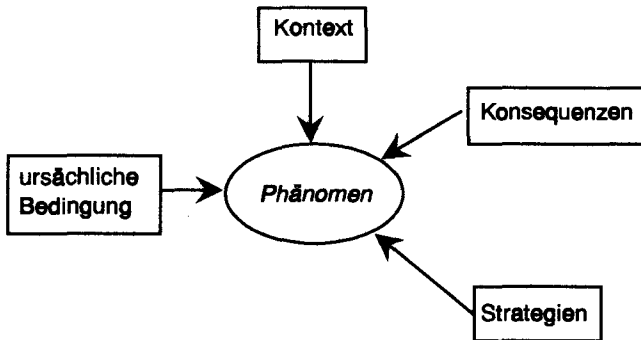 Kontext
Konsequenzen
ursächliche
Bedingung
Phänomen
Strategien